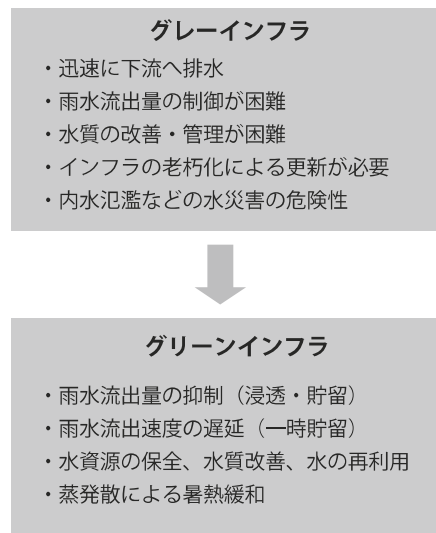 グレーインフラ
・迅速に下流へ排水
・雨水流出量の制御が困難
・水質の改善・管理が困難
・インフラの老朽化による更新が必要
・内水氾濫などの水災害の危険性
グリーンインフラ
・雨水流出量の抑制（浸透・貯留）
・雨水流出速度の遅延（一時貯留）
・水資源の保全、水質改善、水の再利用
・蒸発散による暑熱緩和